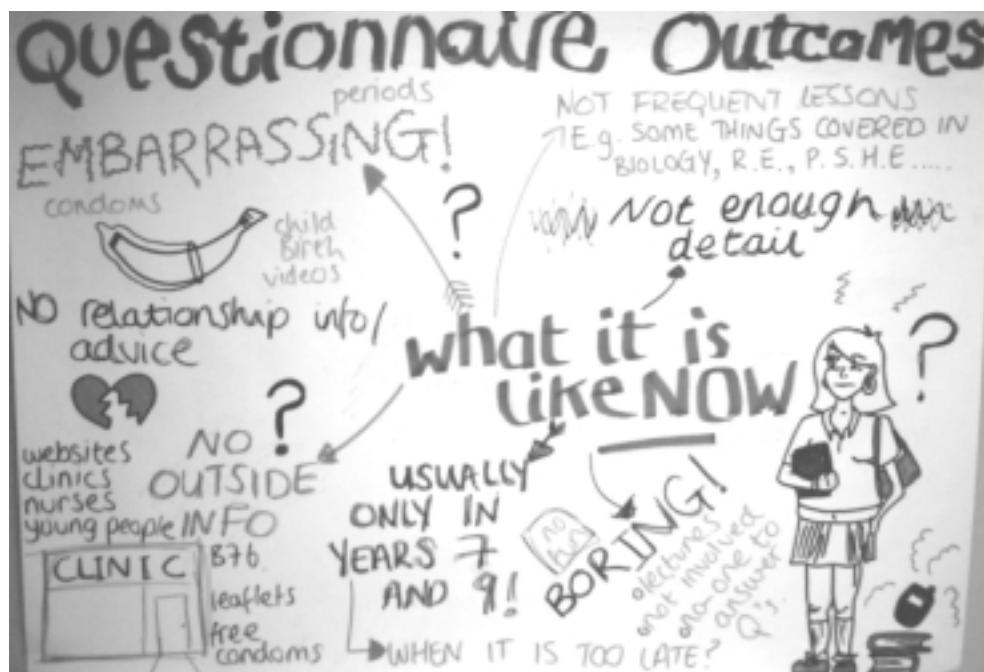 Questionnaire Outcomes
periods
EMBARRASSING!
condoms
child
Birth
videos
NOT FREQUENT LESSONS
E.g. SOME THINGS COVERED IN
BIOLOGY, R.E., P.S.H.E.....
Not enough
detail
?
NO relationship info/
advice
what it is
like NOW
?
?
websites
clinics
nurses
young people
NO
OUTSIDE
INFO
CLINIC
B76
leaflets
free
condoms
USUALLY
ONLY IN
YEARS 7
AND 9!
WHEN IT IS TOO LATE?
no
fun
BORING!
lectures
not involved
no-one to
answer
Q's.